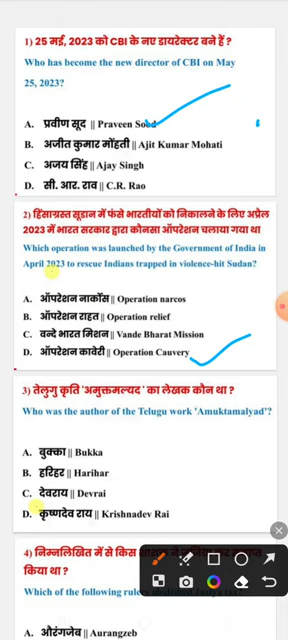 1) 25 मई, 2023 को CBI के नए डायरेक्टर बने हैं ?
Who has become the new director of CBI on May
25, 2023?
A. प्रवीण सूद || Praveen Sood
B. अजीत कुमार मोहंती || Ajit Kumar Mohati
C. अजय सिंह || Ajay Singh
D. सी. आर. राव || C.R. Rao
2) हिंसाग्रस्त सूडान में फंसे भारतीयों को निकालने के लिए अप्रैल
2023 में भारत सरकार द्वारा कौनसा ऑपरेशन चलाया गया था
Which operation was launched by the Government of India in
April 2023 to rescue Indians trapped in violence-hit Sudan?
A. ऑपरेशन नार्कोस || Operation narcos
B. ऑपरेशन राहत || Operation relief
C. वन्दे भारत मिशन || Vande Bharat Mission
D. ऑपरेशन कावेरी || Operation Cauvery
3) तेलुगु कृति 'अमुक्तमल्यद' का लेखक कौन था ?
Who was the author of the Telugu work 'Amuktamalyad'?
A. बुक्का || Bukka
B. हरिहर || Harihar
C. देवराय || Devrai
D. कृष्णदेव राय || Krishnadev Rai
4) निम्नलिखित में से किस
किया था ?
Which of the following
A. औरंगजेब || Aurangzeb